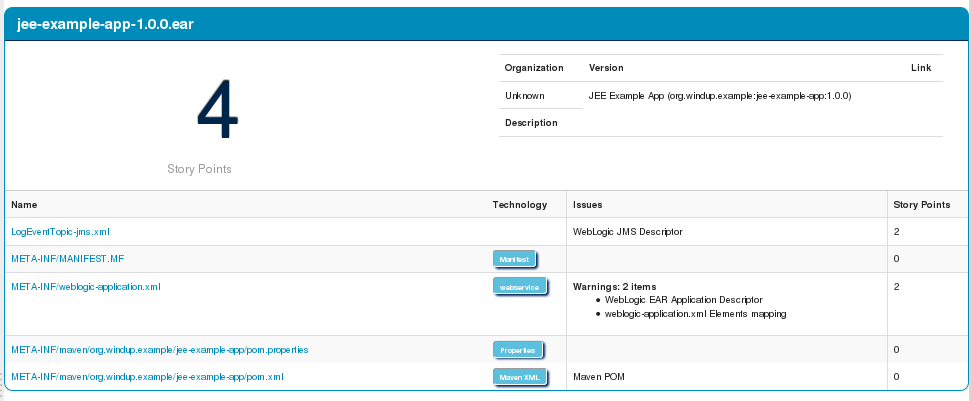 jee-example-app-1.0.0.ear
4
Story Points
Organization Version Link
Unknown JEE Example App (org.windup.example:jee-example-app:1.0.0)
Description
Name Technology Issues Story Points
LogEventTopic-jms.xml WebLogic JMS Descriptor 2
META-INF/MANIFEST.MF Manifest 0
META-INF/weblogic-application.xml webservice Warnings: 2 items 2
• WebLogic EAR Application Descriptor
• weblogic-application.xml Elements mapping
META-INF/maven/org.windup.example/jee-example-app/pom.properties Properties 0
META-INF/maven/org.windup.example/jee-example-app/pom.xml Maven XML Maven POM 0